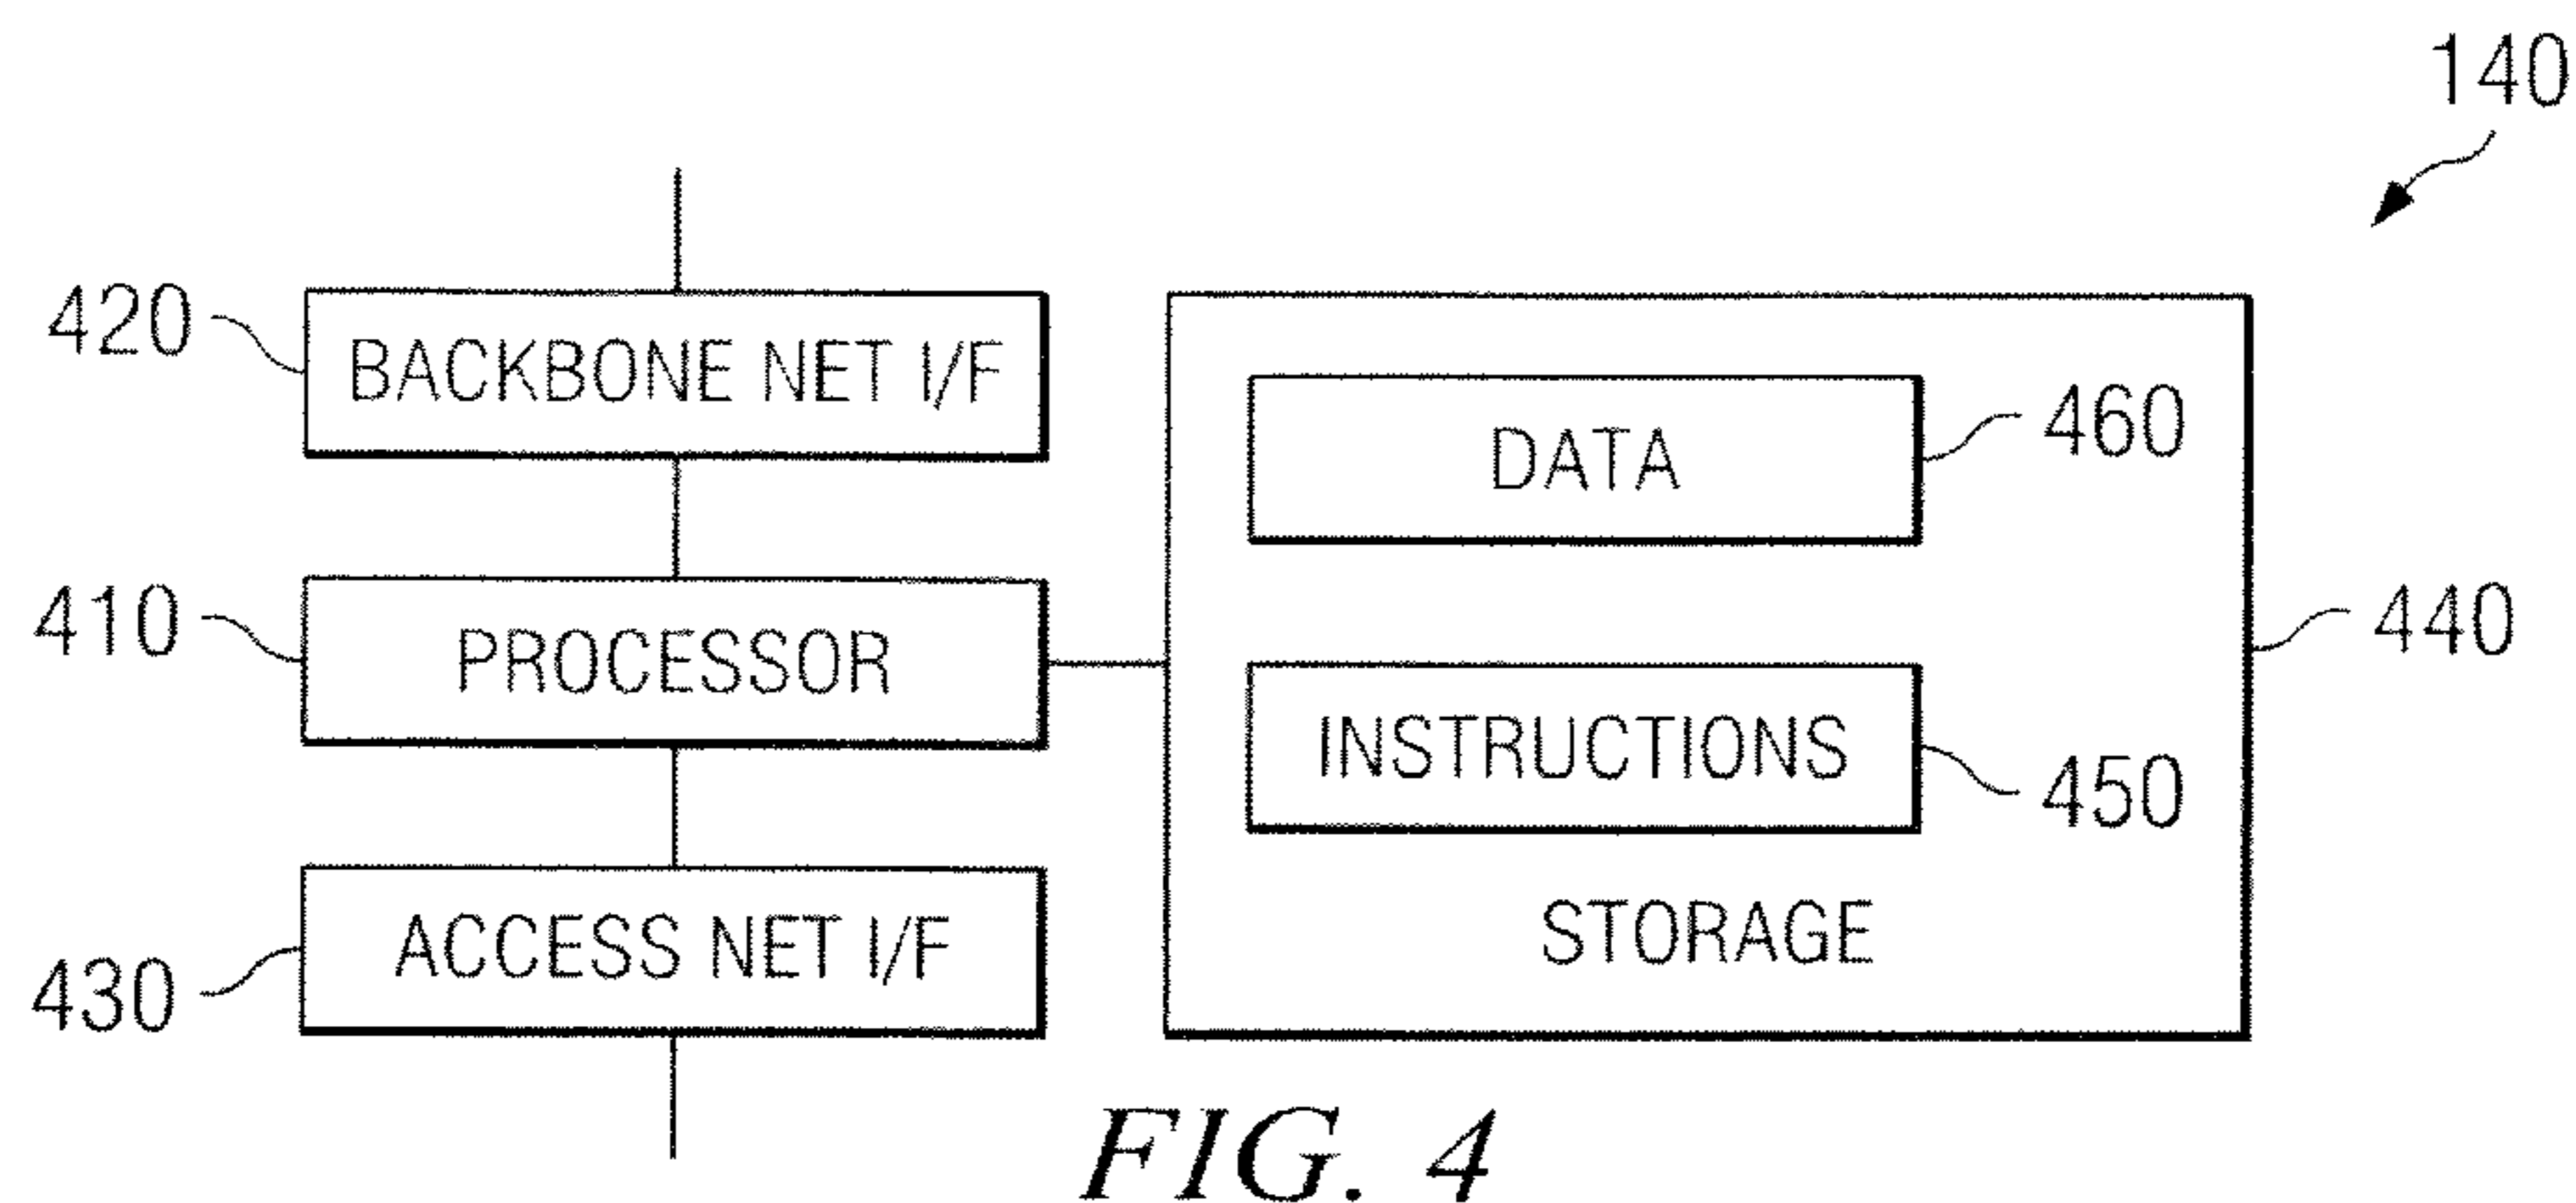 140
420
BACKBONE NET I/F
DATA
460
410
PROCESSOR
440
INSTRUCTIONS
450
430
ACCESS NET I/F
STORAGE
FIG. 4